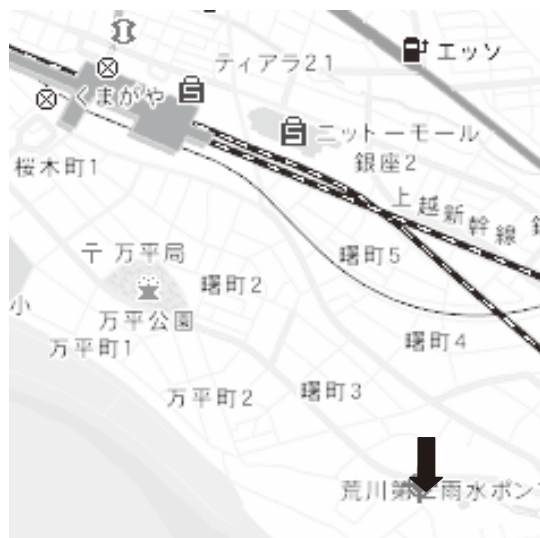 エッソ
ティアラ21
くまがや
ニットーモール
銀座2
桜木町1
上越新幹線
〒万平局
曙町5
曙町2
小
万平公園
曙町4
万平町1
曙町3
万平町2
荒川第 雨水ポン